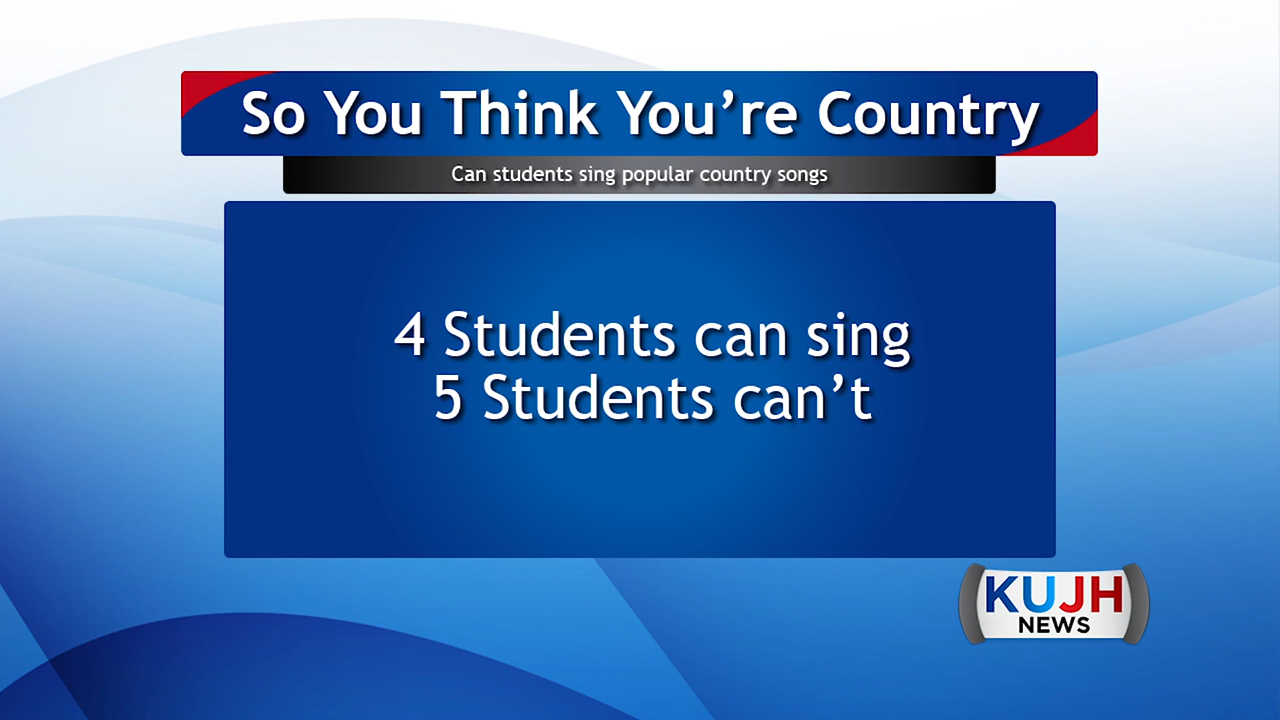 So You Think You’re Country
Can students sing popular country songs
4 Students can sing
5 Students can’t
KUJH
NEWS